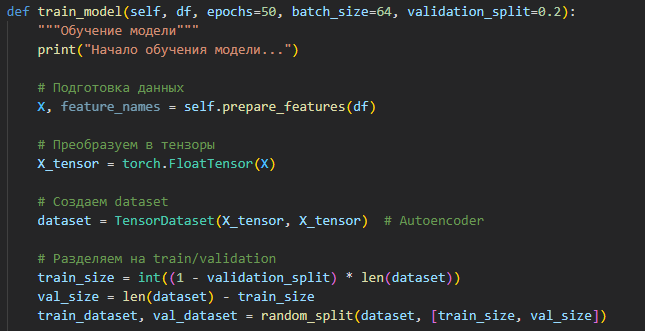 def train_model(self, df, epochs=50, batch_size=64, validation_split=0.2):
    """Обучение модели"""
    print("Начало обучения модели...")

    # Подготовка данных
    X, feature_names = self.prepare_features(df)

    # Преобразуем в тензоры
    X_tensor = torch.FloatTensor(X)

    # Создаем dataset
    dataset = TensorDataset(X_tensor, X_tensor)  # Autoencoder

    # Разделяем на train/validation
    train_size = int((1 - validation_split) * len(dataset))
    val_size = len(dataset) - train_size
    train_dataset, val_dataset = random_split(dataset, [train_size, val_size])